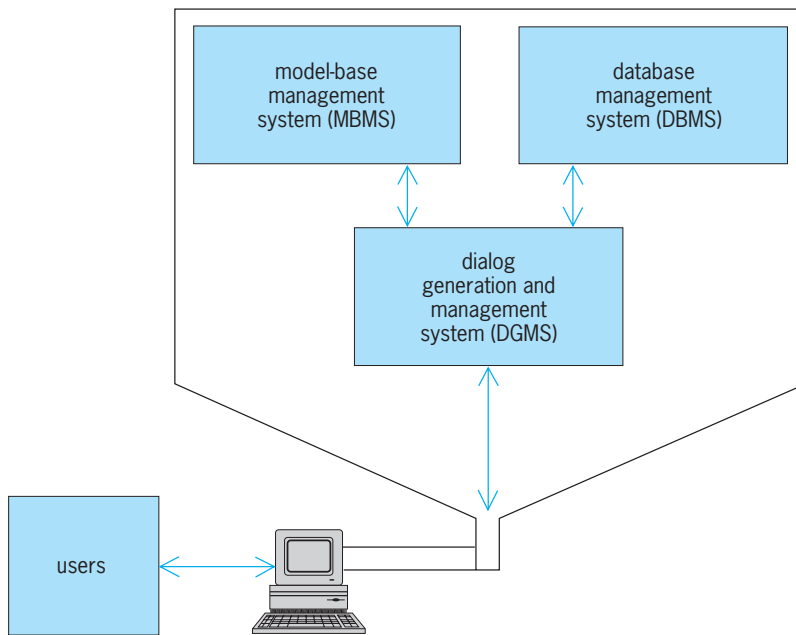 model-base
management
system (MBMS)
database
management
system (DBMS)
dialog
generation and
management
system (DGMS)
users